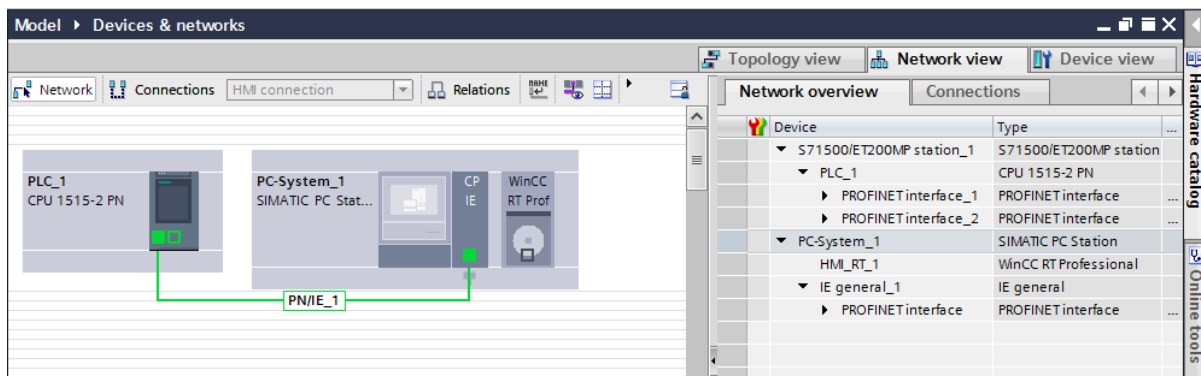 Model ▸ Devices & networks
Topology view Network view Device view
Network Connections HMI connection Relations NAME
Network overview Connections
Device Type ...
S71500/ET200MP station_1 S71500/ET200MP station
PLC_1 CPU 1515-2 PN
PROFINET interface_1 PROFINET interface ...
PROFINET interface_2 PROFINET interface ...
PC-System_1 SIMATIC PC Station
HMI_RT_1 WinCC RT Professional
IE general_1 IE general
PROFINET interface PROFINET interface ...
PLC_1
CPU 1515-2 PN
PC-System_1
SIMATIC PC Stat...
CP
IE
WinCC
RT Prof
PN/IE_1
Hardware catalog
Online tools